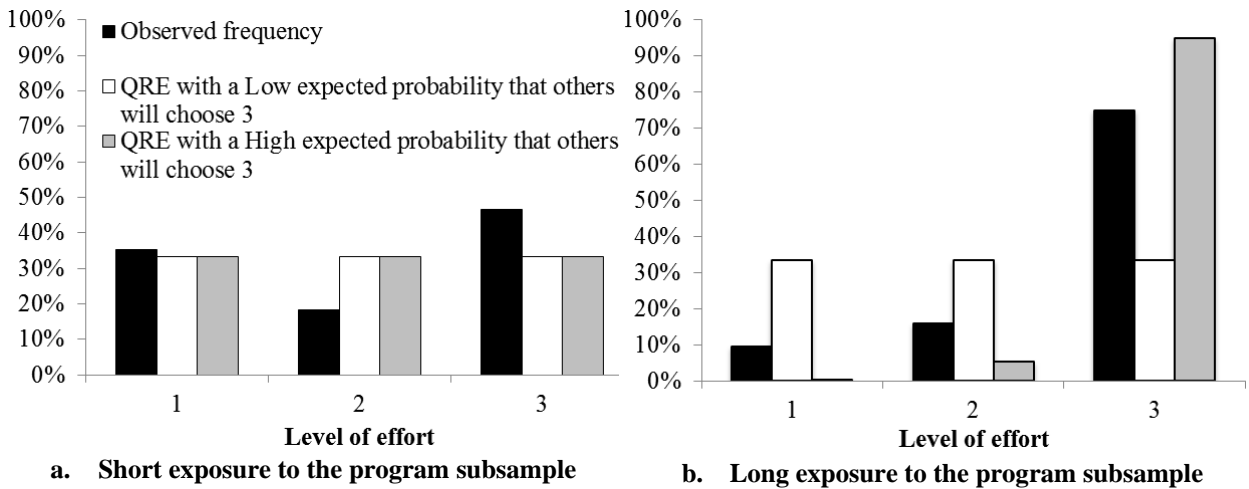 100%
90%
80%
70%
60%
50%
40%
30%
20%
10%
0%
Observed frequency
QRE with a Low expected probability that others
will choose 3
QRE with a High expected probability that others
will choose 3
1 2 3
Level of effort
a. Short exposure to the program subsample
100%
90%
80%
70%
60%
50%
40%
30%
20%
10%
0%
1 2 3
Level of effort
b. Long exposure to the program subsample